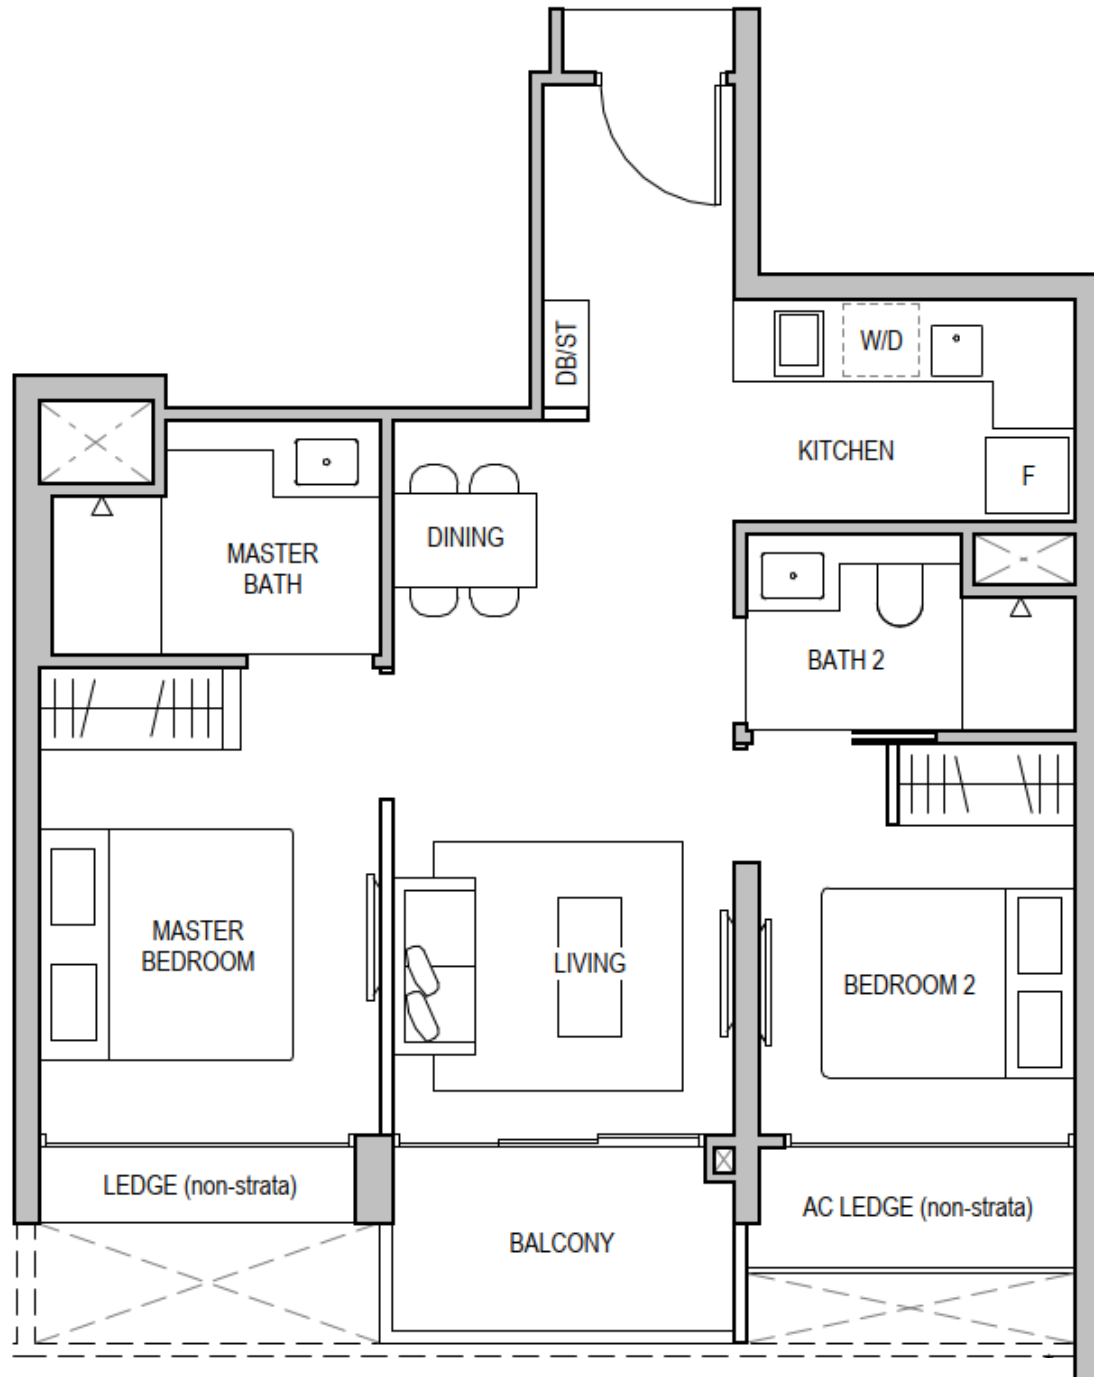 DB/ST
W/D
KITCHEN
F
DINING
MASTER
BATH
BATH 2
MASTER
BEDROOM
LIVING
BEDROOM 2
LEDGE (non-strata)
AC LEDGE (non-strata)
BALCONY